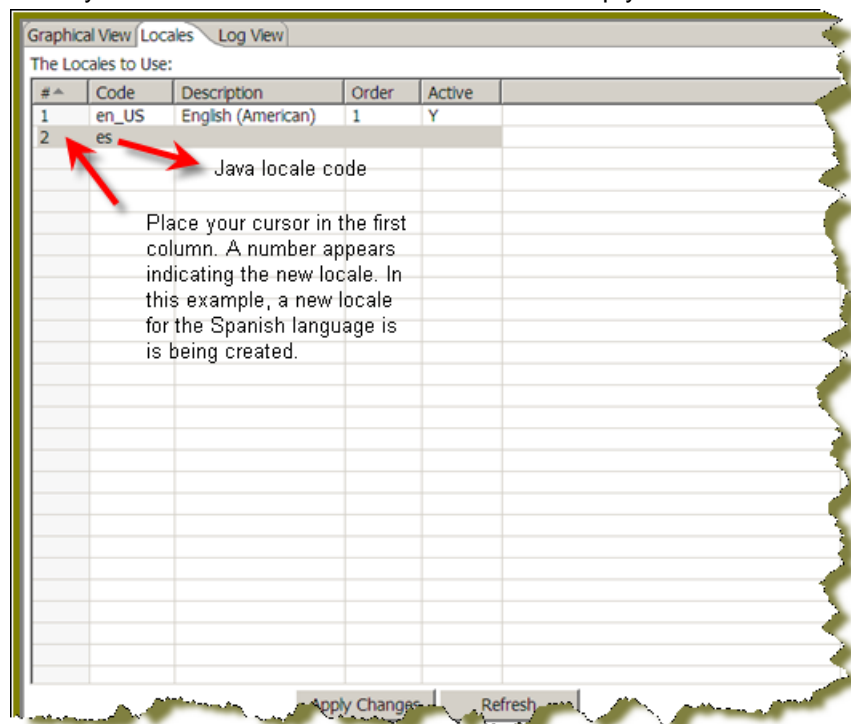 Graphical View Locales Log View
The Locales to Use:
# Code Description Order Active
1 en_US English (American) 1 Y
2 es
Java locale code
Place your cursor in the first
column. A number appears
indicating the new locale. In
this example, a new locale
for the Spanish language is
is being created.
Apply Changes Refresh